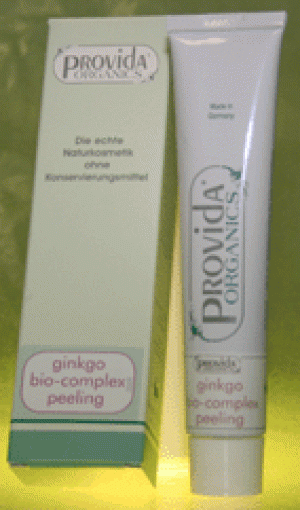 PROVIDA
ORGANICS
Die echte
Naturkosmetik
ohne
Konservierungsmittel
ginkgo
bio-complex
peeling
Made in
Germany
PROVIDA
ORGANICS
PROVIDA
ginkgo
bio-complex
peeling